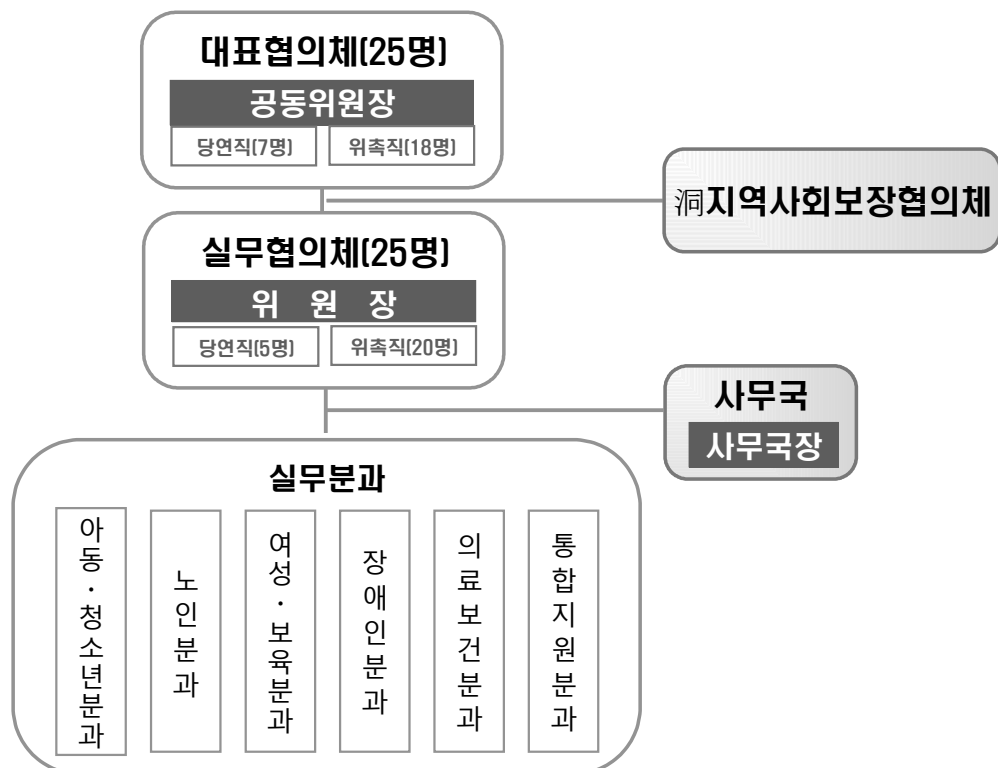 대표협의체(25명)
공동위원장
당연직(7명)
위촉직(18명)
洞지역사회보장협의체
실무협의체(25명)
위 원 장
당연직(5명)
위촉직(20명)
사무국
사무국장
실무분과
아동·청소년분과
노인분과
여성·보육분과
장애인분과
의료보건분과
통합지원분과